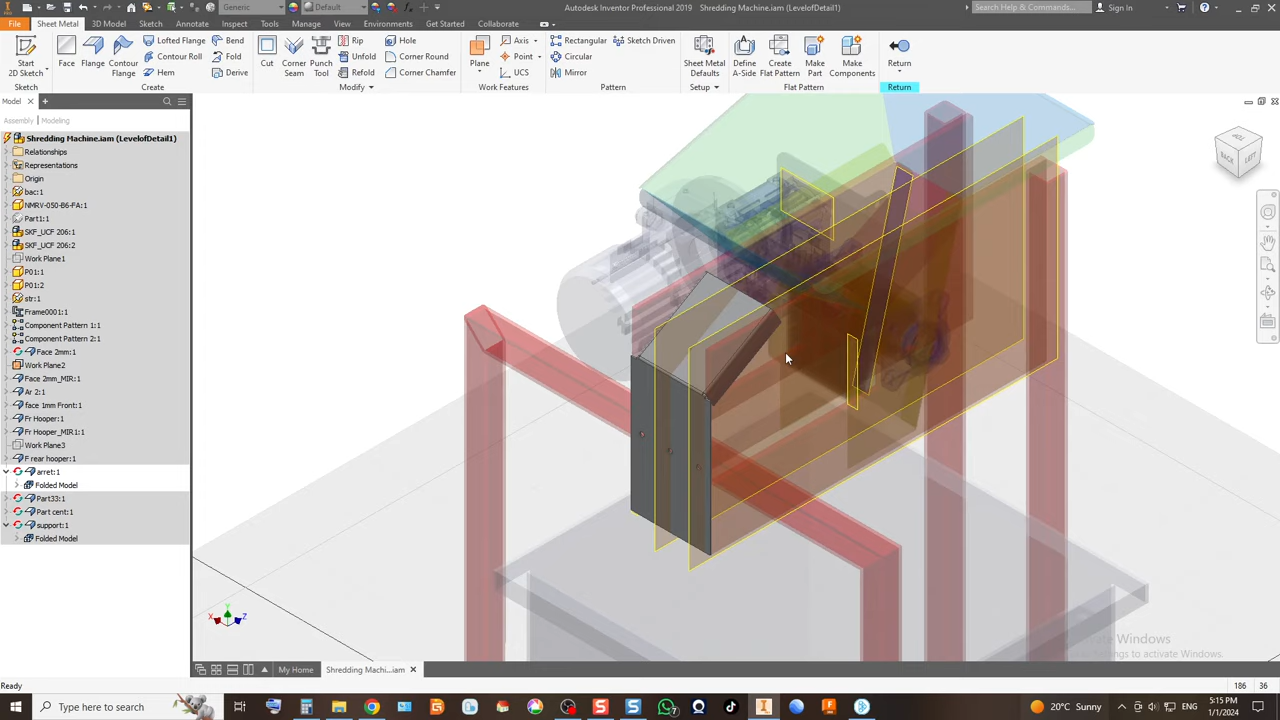 Generic
Default
Autodesk Inventor Professional 2019   Shredding Machine.iam (LevelofDetail1)
Search Help & Commands...
Sign In
File
Sheet Metal
3D Model
Sketch
Annotate
Inspect
Tools
Manage
View
Environments
Get Started
Collaborate
Start
2D Sketch
Face
Flange
Contour
Flange
Lofted Flange
Contour Roll
Hem
Bend
Fold
Derive
Cut
Corner
Seam
Punch
Tool
Rip
Unfold
Refold
Hole
Corner Round
Corner Chamfer
Plane
Axis
Point
UCS
Rectangular
Circular
Mirror
Sketch Driven
Sheet Metal
Defaults
Define
A-Side
Create
Flat Pattern
Make
Part
Make
Components
Return
Sketch
Create
Modify
Work Features
Pattern
Setup
Flat Pattern
Return
Model
Assembly
Modeling
Shredding Machine.iam (LevelofDetail1)
Relationships
Representations
Origin
bac:1
NMRV-050-B6-FA:1
Part1:1
SKF_UCF 206:1
SKF_UCF 206:2
Work Plane1
P01:1
P01:2
str:1
Frame0001:1
Component Pattern 1:1
Component Pattern 2:1
Face 2mm:1
Work Plane2
Face 2mm_MIR:1
Ar 2:1
face 1mm Front:1
Fr Hooper:1
Fr Hooper_MIR1:1
Work Plane3
F rear hooper:1
arret:1
Folded Model
Part33:1
Part cent:1
support:1
Folded Model
BACK
LEFT
X
Y
Z
My Home
Shredding Machi...iam
Ready
186
36
Type here to search
20°C Sunny
5:15 PM
1/1/2024